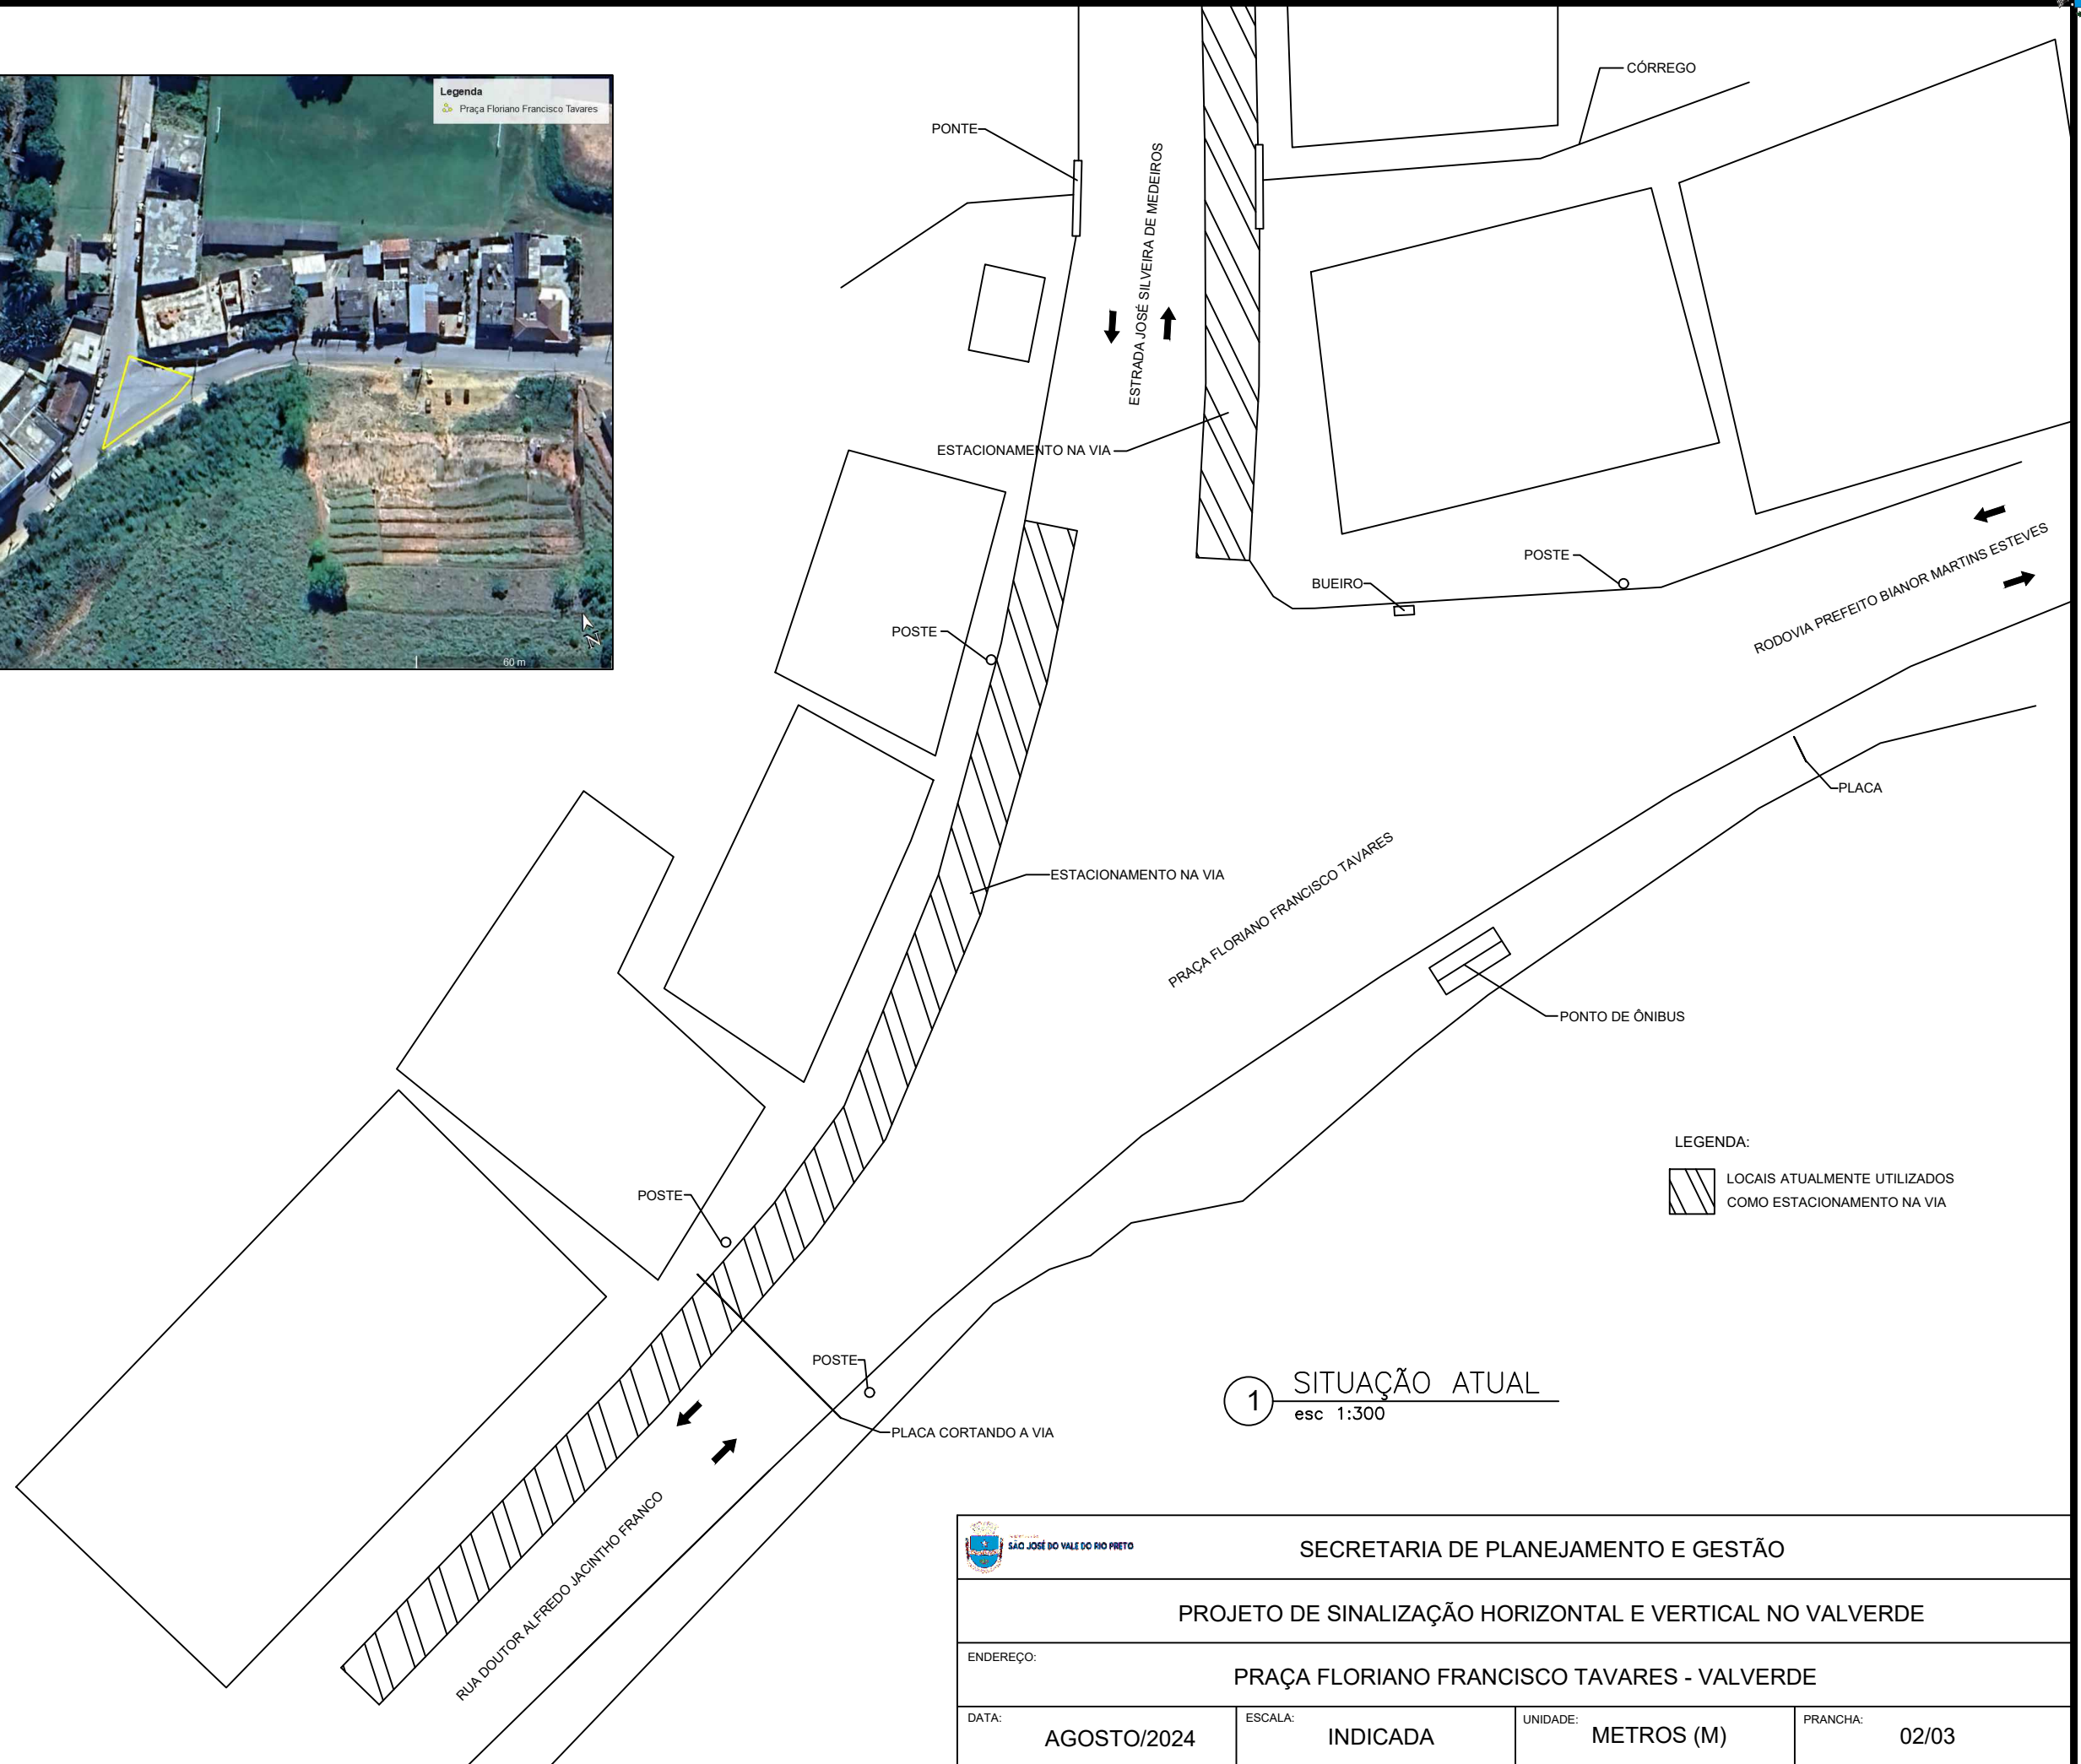 Legenda
Praça Floriano Francisco Tavares
60 m
N
CÓRREGO
PONTE
ESTRADA JOSÉ SILVEIRA DE MEDEIROS
ESTACIONAMENTO NA VIA
POSTE
BUEIRO
RODOVIA PREFEITO BIANOR MARTINS ESTEVES
POSTE
PLACA
PRAÇA FLORIANO FRANCISCO TAVARES
ESTACIONAMENTO NA VIA
PONTO DE ÔNIBUS
LEGENDA:
LOCAIS ATUALMENTE UTILIZADOS
COMO ESTACIONAMENTO NA VIA
POSTE
POSTE
PLACA CORTANDO A VIA
RUA DOUTOR ALFREDO JACINTHO FRANCO
1
SITUAÇÃO ATUAL
esc 1:300
SÃO JOSÉ DO VALE DO RIO PRETO
SECRETARIA DE PLANEJAMENTO E GESTÃO
PROJETO DE SINALIZAÇÃO HORIZONTAL E VERTICAL NO VALVERDE
ENDEREÇO:
PRAÇA FLORIANO FRANCISCO TAVARES - VALVERDE
DATA:
AGOSTO/2024
ESCALA:
INDICADA
UNIDADE:
METROS (M)
PRANCHA:
02/03